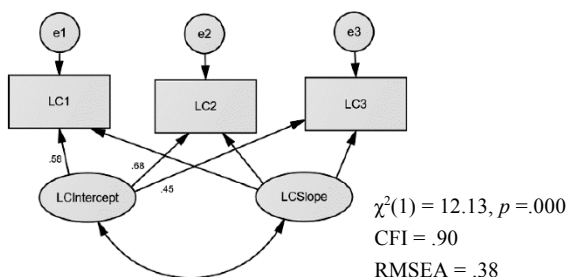 e1
e2
e3
LC1
LC2
LC3
.58
.68
.45
LCIntercept
LCSlope
χ²(1) = 12.13, p =.000
CFI = .90
RMSEA = .38